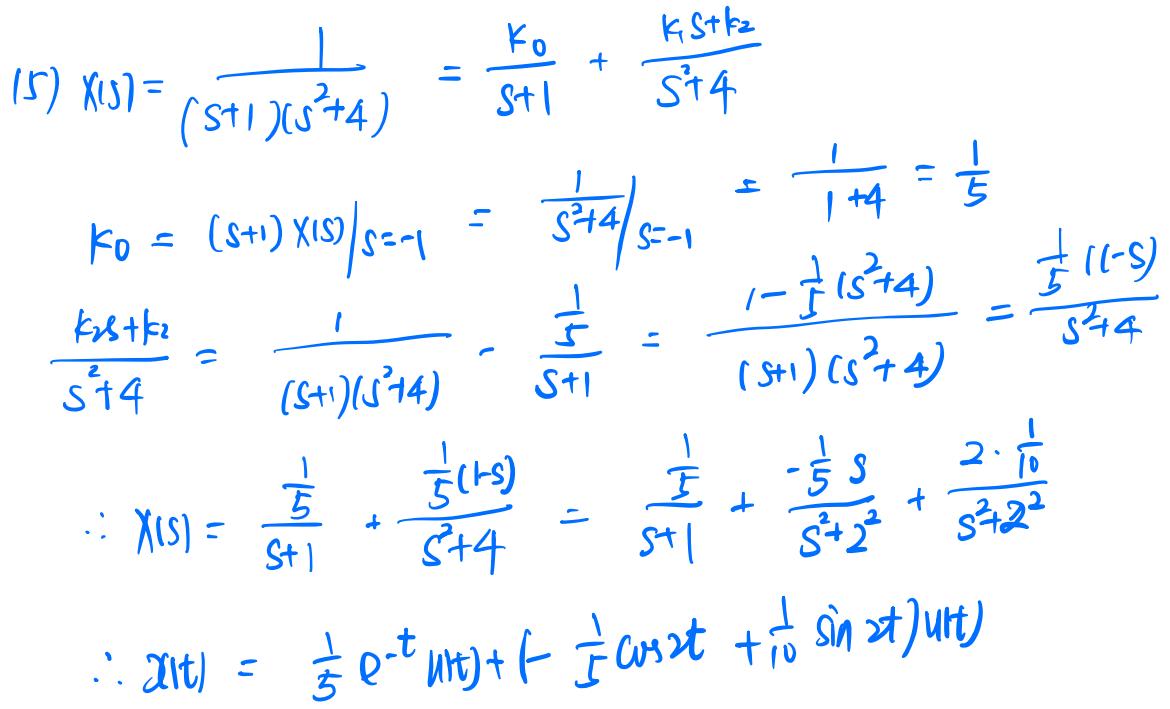 (5) X(s) = 1/((s+1)(s²+4)) = k₀/(s+1) + (k₁s+k₂)/(s²+4)
k₀ = (s+1) X(s)|s=-1 = 1/(s²+4)|s=-1 = 1/(1+4) = 1/5
(k₂s+k₂)/(s²+4) = 1/((s+1)(s²+4)) - (1/5)/(s+1) = (1-1/5(s²+4))/((s+1)(s²+4)) = (1/5(1-s))/(s²+4)
∴ X(s) = (1/5)/(s+1) + (1/5(1-s))/(s²+4) = (1/5)/(s+1) + (-1/5 s)/(s²+2²) + (2·1/10)/(s²+2²)
∴ x(t) = 1/5 e^-t u(t) + (-1/5 cos2t + 1/10 sin 2t) u(t)